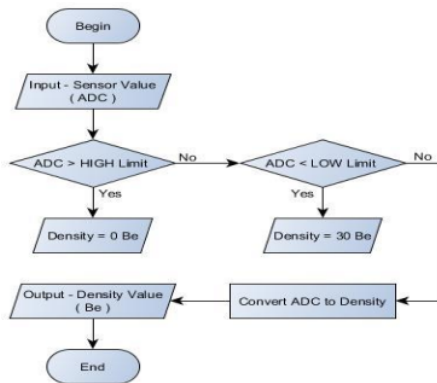 Begin
Input - Sensor Value
( ADC )
ADC > HIGH Limit
No
ADC < LOW Limit
No
Yes
Yes
Density = 0 Be
Density = 30 Be
Output - Density Value
( Be )
Convert ADC to Density
End